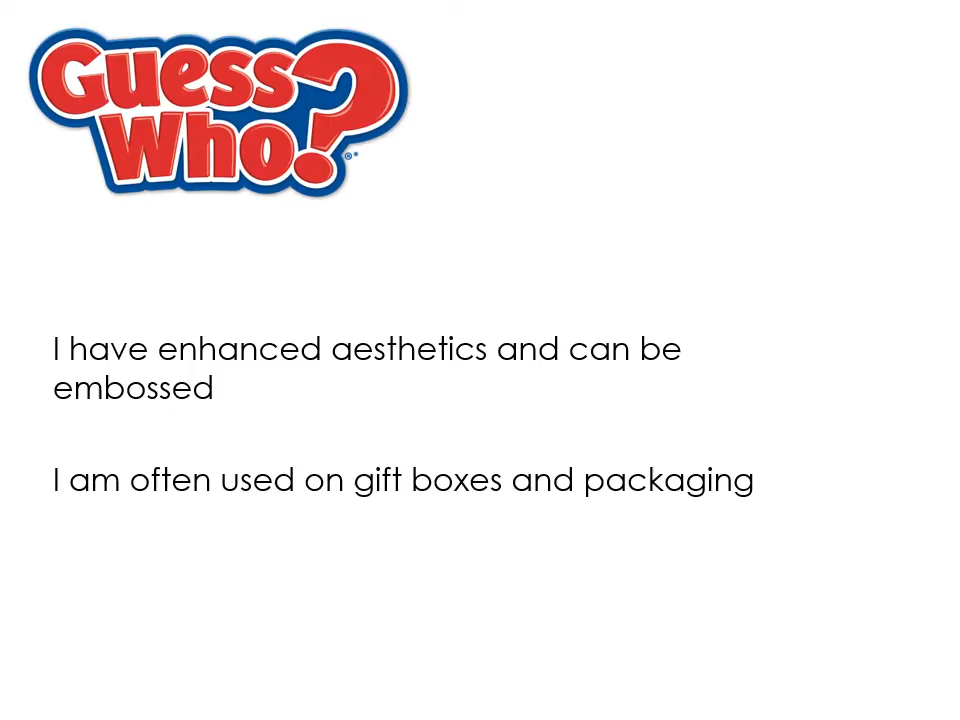 Guess
Who?
®*
I have enhanced aesthetics and can be
embossed
I am often used on gift boxes and packaging